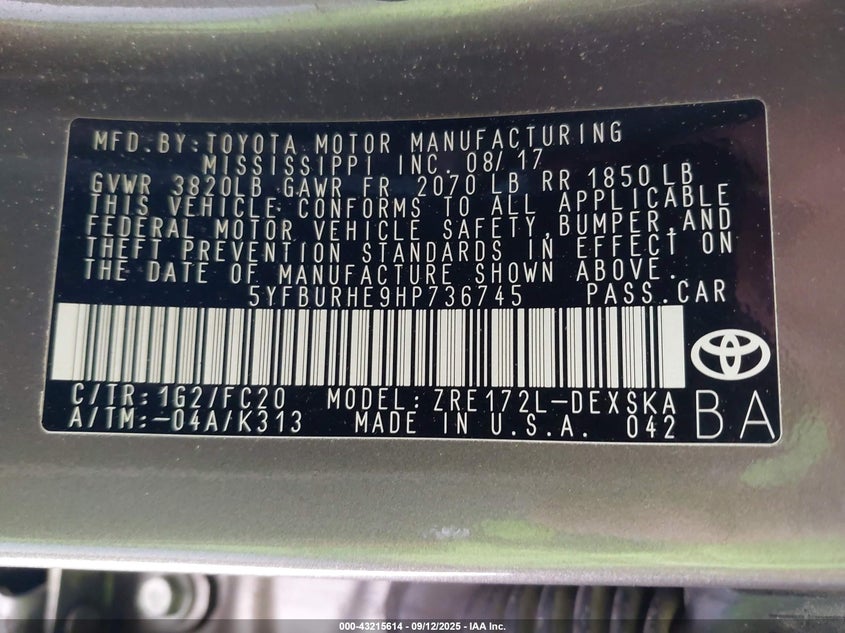 MFD.BY:TOYOTA MOTOR MANUFACTURING
MISSISSIPPI INC. 08/17
GVWR 3820LB GAWR FR 2070 LB RR 1850LB
THIS VEHICLE CONFORMS TO ALL APPLICABLE
FEDERAL MOTOR VEHICLE SAFETY,BUMPER,AND
THEFT PREVENTION STANDARDS IN EFFECT ON
THE DATE OF MANUFACTURE SHOWN ABOVE.
5YFBURHE9HP736745 PASS.CAR
C/TR:1G2/FC20 MODEL:ZRE172L-DEXSKA
A/TM:-04A/K313 MADE IN U.S.A. 042
BA
000-43215614 - 09/12/2025 - IAA Inc.